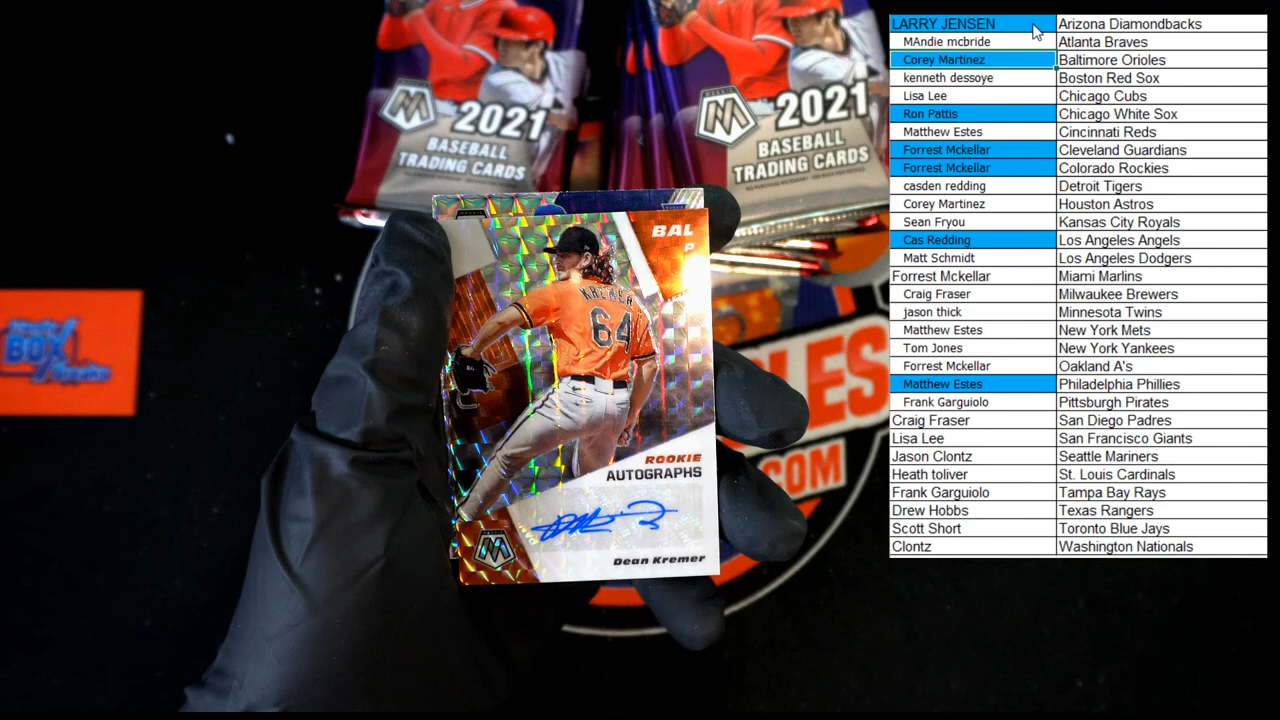 2021
BASEBALL
TRADING CARDS
2021
BASEBALL
TRADING CARDS
BOX
LES
.COM
BAL
P
KREMER
64
ROOKIE
AUTOGRAPHS
Dean Kremer
LARRY JENSEN Arizona Diamondbacks
MAndie mcbride Atlanta Braves
Corey Martinez Baltimore Orioles
kenneth dessoye Boston Red Sox
Lisa Lee Chicago Cubs
Ron Pattis Chicago White Sox
Matthew Estes Cincinnati Reds
Forrest Mckellar Cleveland Guardians
Forrest Mckellar Colorado Rockies
casden redding Detroit Tigers
Corey Martinez Houston Astros
Sean Fryou Kansas City Royals
Cas Redding Los Angeles Angels
Matt Schmidt Los Angeles Dodgers
Forrest Mckellar Miami Marlins
Craig Fraser Milwaukee Brewers
jason thick Minnesota Twins
Matthew Estes New York Mets
Tom Jones New York Yankees
Forrest Mckellar Oakland A's
Matthew Estes Philadelphia Phillies
Frank Garguiolo Pittsburgh Pirates
Craig Fraser San Diego Padres
Lisa Lee San Francisco Giants
Jason Clontz Seattle Mariners
Heath toliver St. Louis Cardinals
Frank Garguiolo Tampa Bay Rays
Drew Hobbs Texas Rangers
Scott Short Toronto Blue Jays
Clontz Washington Nationals